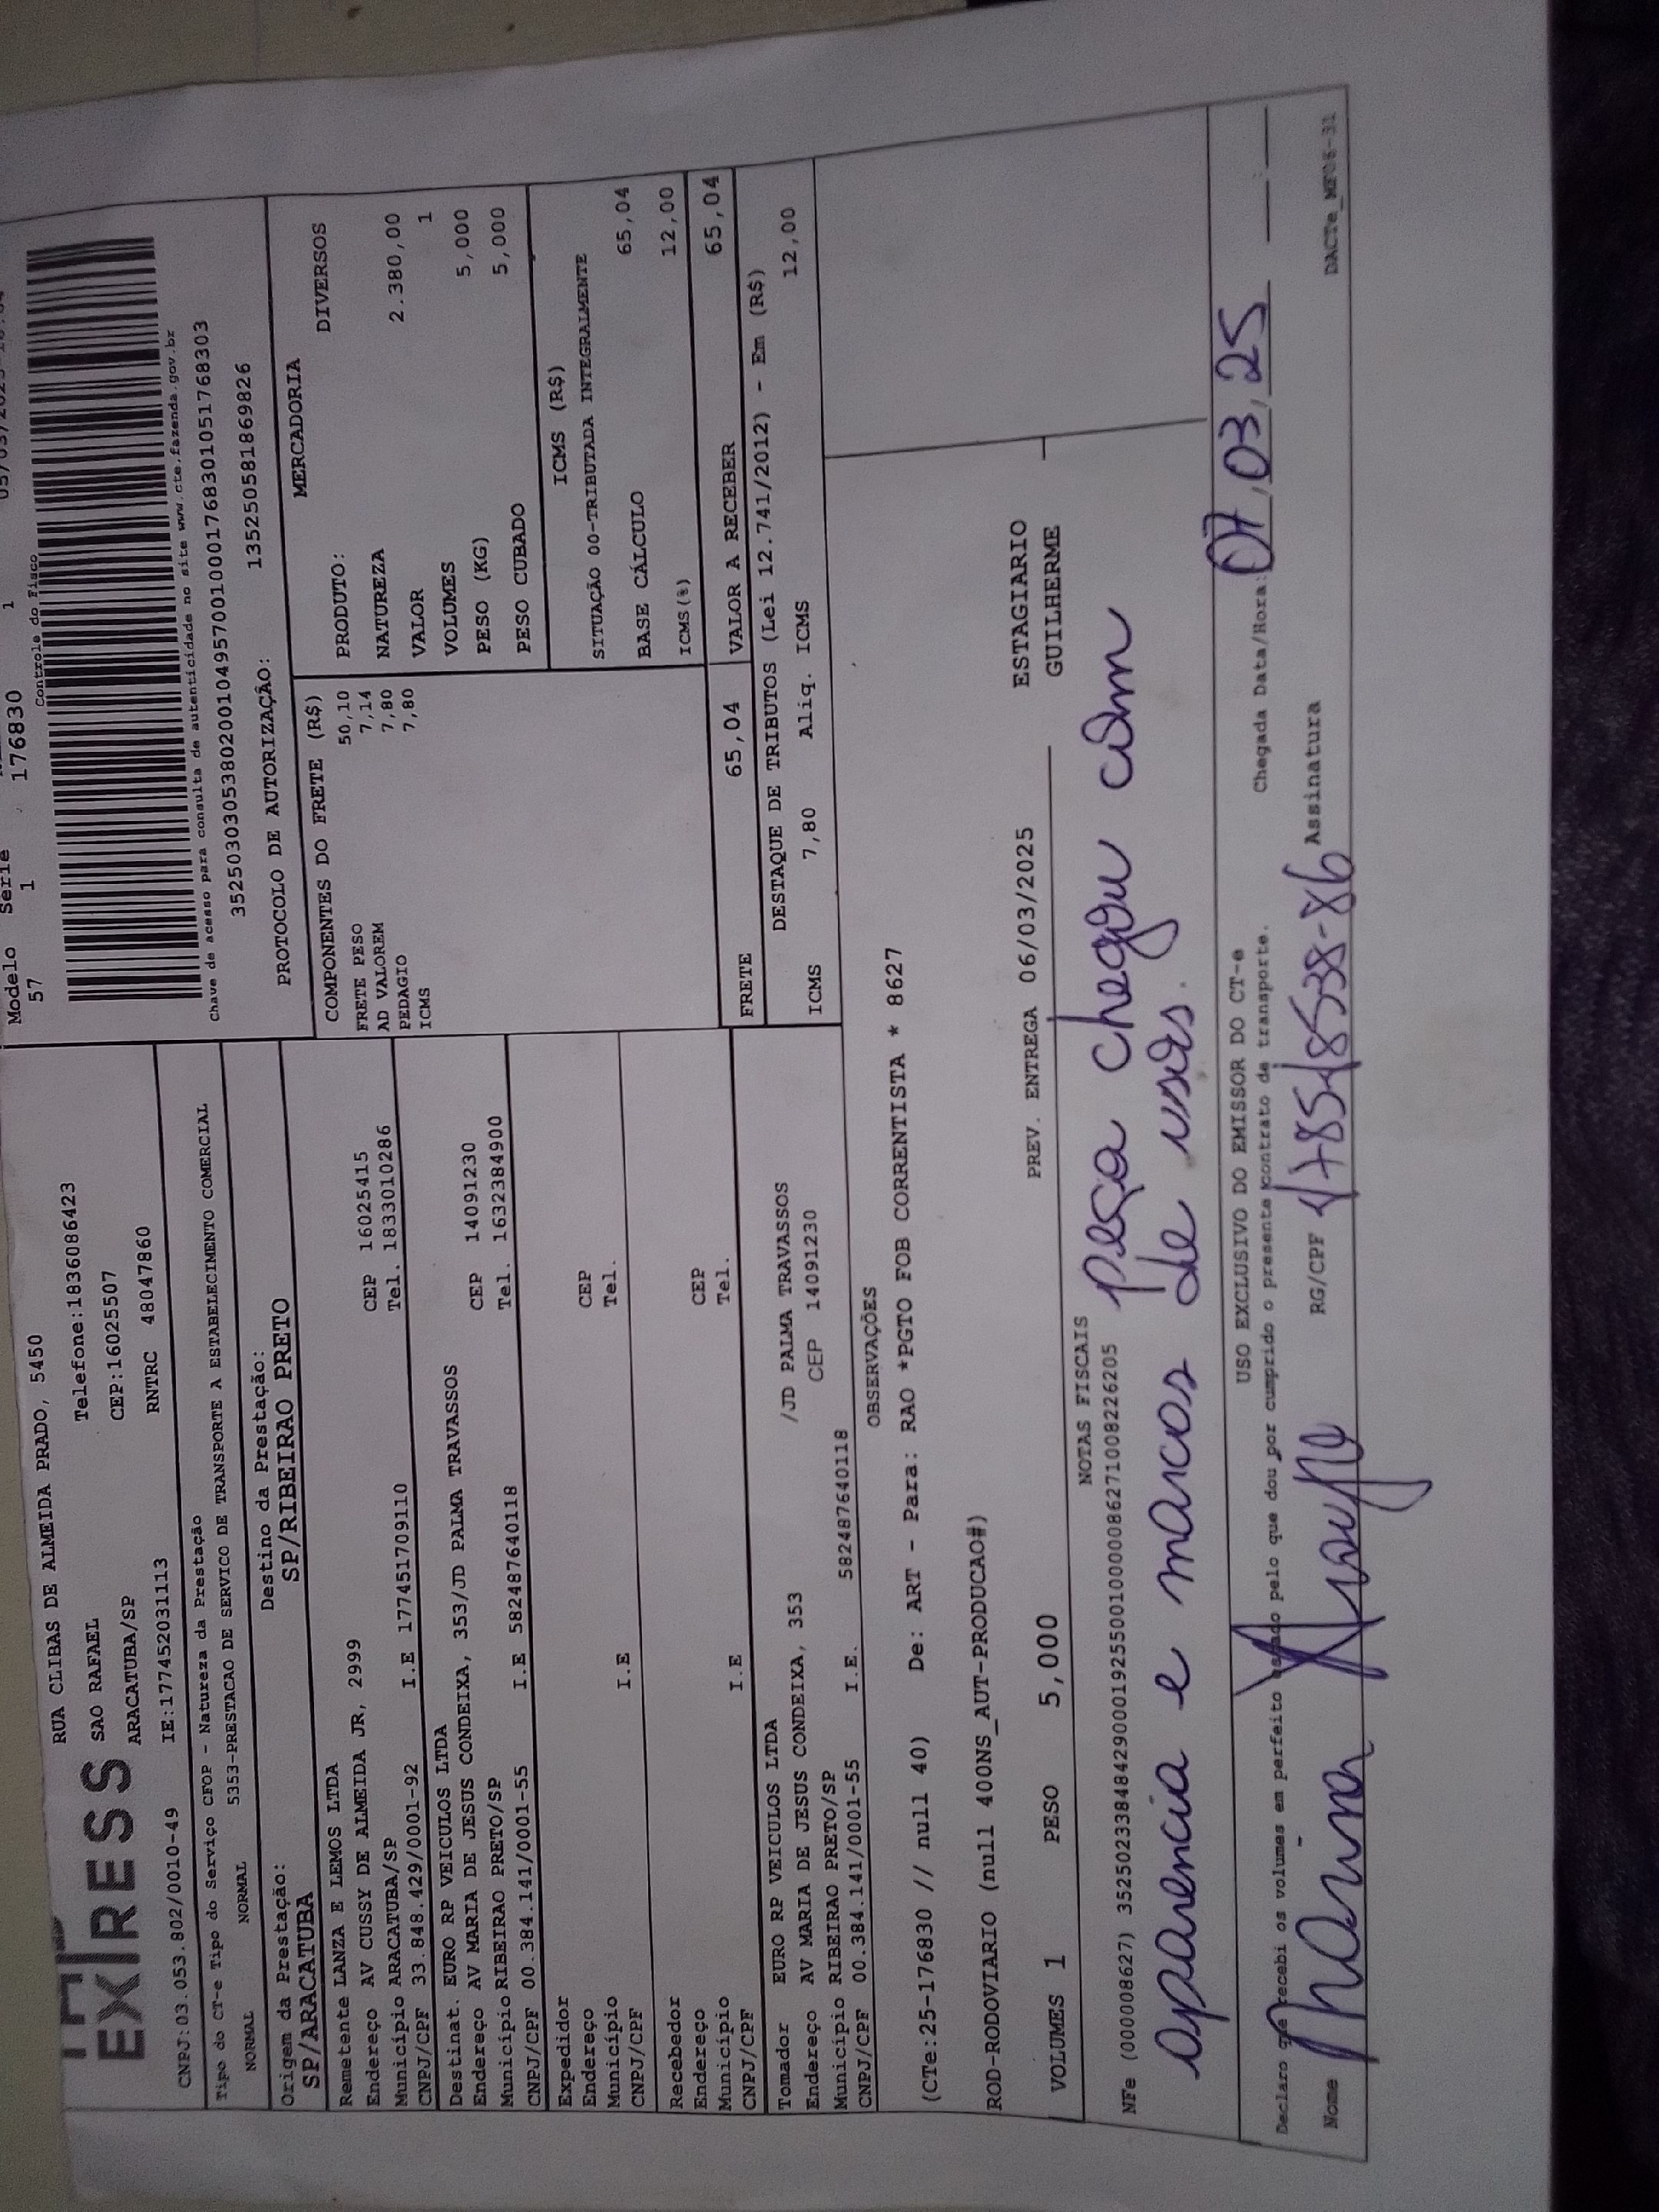 EXPRESS
RUA CLIBAS DE ALMEIDA PRADO, 5450
SAO RAFAEL Telefone:1836086423
ARACATUBA/SP CEP:16025507
CNPJ:03.053.802/0010-49 IE:177452031113 RNTRC 48047860
Modelo Série
57 1 176830 1
Controle do Fisco
Chave de acesso para consulta de autenticidade no site www.cte.fazenda.gov.br
35250303053802001049570010001768301051768303
PROTOCOLO DE AUTORIZAÇÃO: 135250581869826
Tipo do CT-e Tipo do Serviço CFOP - Natureza da Prestação
NORMAL NORMAL 5353-PRESTACAO DE SERVICO DE TRANSPORTE A ESTABELECIMENTO COMERCIAL
Origem da Prestação: Destino da Prestação:
SP/ARACATUBA SP/RIBEIRAO PRETO
Remetente LANZA E LEMOS LTDA
Endereço AV CUSSY DE ALMEIDA JR, 2999
Município ARACATUBA/SP CEP 16025415
CNPJ/CPF 33.848.429/0001-92 I.E 177451709110 Tel. 1833010286
Destinat. EURO RP VEICULOS LTDA
Endereço AV MARIA DE JESUS CONDEIXA, 353/JD PALMA TRAVASSOS
Município RIBEIRAO PRETO/SP CEP 14091230
CNPJ/CPF 00.384.141/0001-55 I.E 582487640118 Tel. 1632384900
Expedidor
Endereço
Município CEP
CNPJ/CPF I.E Tel.
Recebedor
Endereço
Município CEP
CNPJ/CPF I.E Tel.
Tomador EURO RP VEICULOS LTDA
Endereço AV MARIA DE JESUS CONDEIXA, 353 /JD PALMA TRAVASSOS
Município RIBEIRAO PRETO/SP CEP 14091230
CNPJ/CPF 00.384.141/0001-55 I.E. 582487640118
COMPONENTES DO FRETE (R$)
FRETE PESO 50,10
AD VALOREM 7,14
PEDAGIO 7,80
ICMS 7,80
FRETE 65,04
MERCADORIA
PRODUTO: DIVERSOS
NATUREZA
VALOR 2.380,00
VOLUMES 1
PESO (KG) 5,000
PESO CUBADO 5,000
ICMS (R$)
SITUAÇÃO 00-TRIBUTADA INTEGRALMENTE
BASE CÁLCULO 65,04
ICMS(%) 12,00
VALOR A RECEBER 65,04
DESTAQUE DE TRIBUTOS (Lei 12.741/2012) - Em (R$)
ICMS 7,80 Aliq. ICMS 12,00
OBSERVAÇÕES
(CTe:25-176830 // null 40) De: ART - Para: RAO *PGTO FOB CORRENTISTA * 8627
ROD-RODOVIARIO (null 400NS_AUT-PRODUCAO#)
ESTAGIARIO
VOLUMES 1 PESO 5,000 PREV. ENTREGA 06/03/2025 GUILHERME
NOTAS FISCAIS
NFe (000008627) 35250233848429000192550010000086271008226205
peça chegou com
aparencia e marcas de usos.
USO EXCLUSIVO DO EMISSOR DO CT-e
Declaro que recebi os volumes em perfeito estado pelo que dou por cumprido o presente contrato de transporte. Chegada Data/Hora: 07/03/25
Nome RG/CPF Assinatura
DACTe